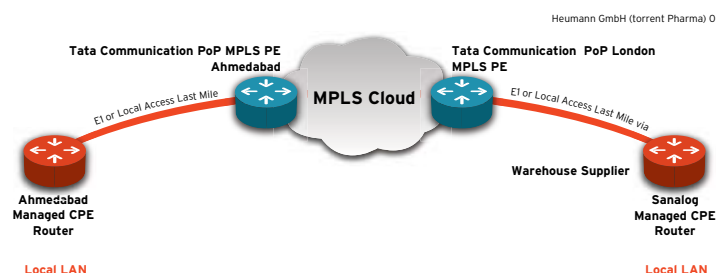 Heumann GmbH (torrent Pharma) O
Tata Communication PoP MPLS PE
Ahmedabad
Tata Communication PoP London
MPLS PE
MPLS Cloud
E1 or Local Access Last Mile
E1 or Local Access Last Mile via
Warehouse Supplier
Ahmedabad
Managed CPE
Router
Sanalog
Managed CPE
Router
Local LAN
Local LAN